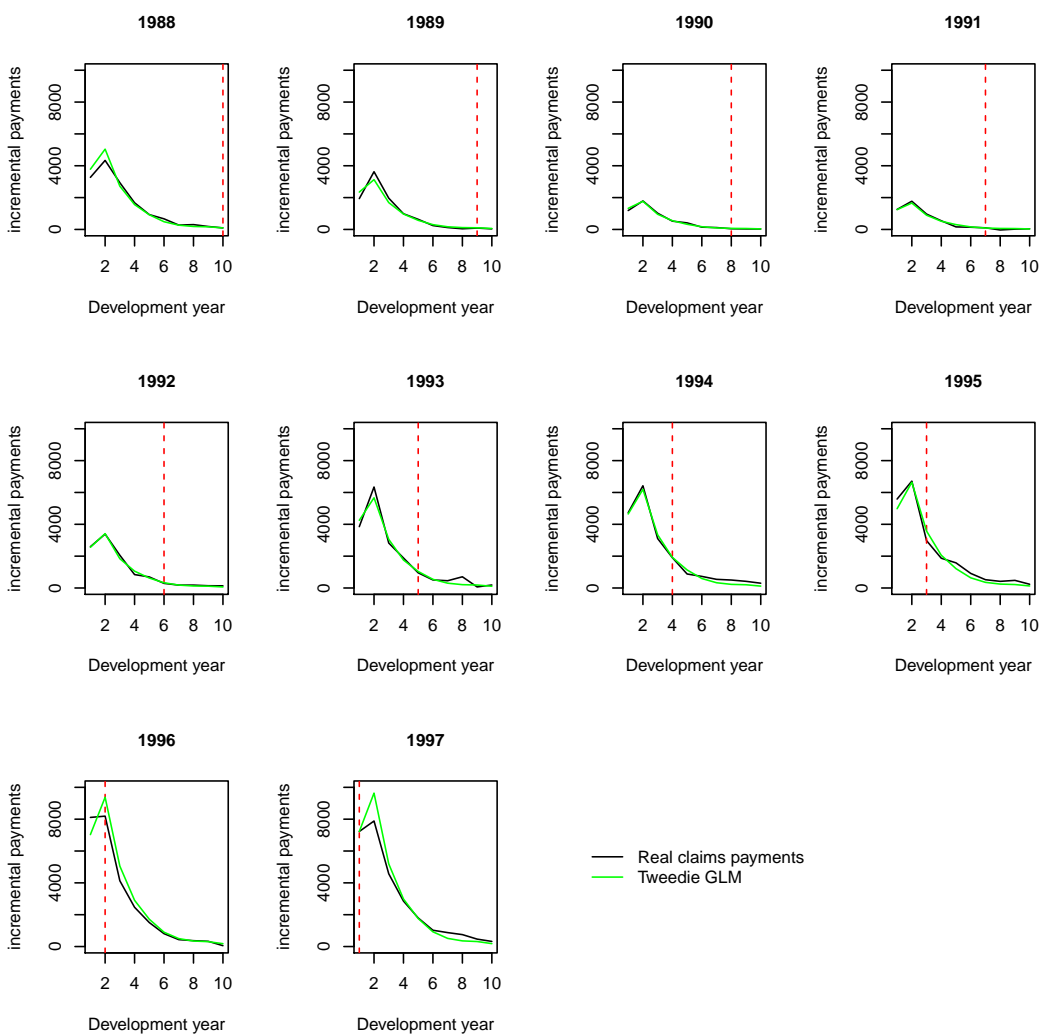 1988
1989
1990
1991
incremental payments
0 4000 8000
incremental payments
0 4000 8000
incremental payments
0 4000 8000
incremental payments
0 4000 8000
2 4 6 8 10
2 4 6 8 10
2 4 6 8 10
2 4 6 8 10
Development year
Development year
Development year
Development year
1992
1993
1994
1995
incremental payments
0 4000 8000
incremental payments
0 4000 8000
incremental payments
0 4000 8000
incremental payments
0 4000 8000
2 4 6 8 10
2 4 6 8 10
2 4 6 8 10
2 4 6 8 10
Development year
Development year
Development year
Development year
1996
1997
incremental payments
0 4000 8000
incremental payments
0 4000 8000
2 4 6 8 10
2 4 6 8 10
Development year
Development year
Real claims payments
Tweedie GLM